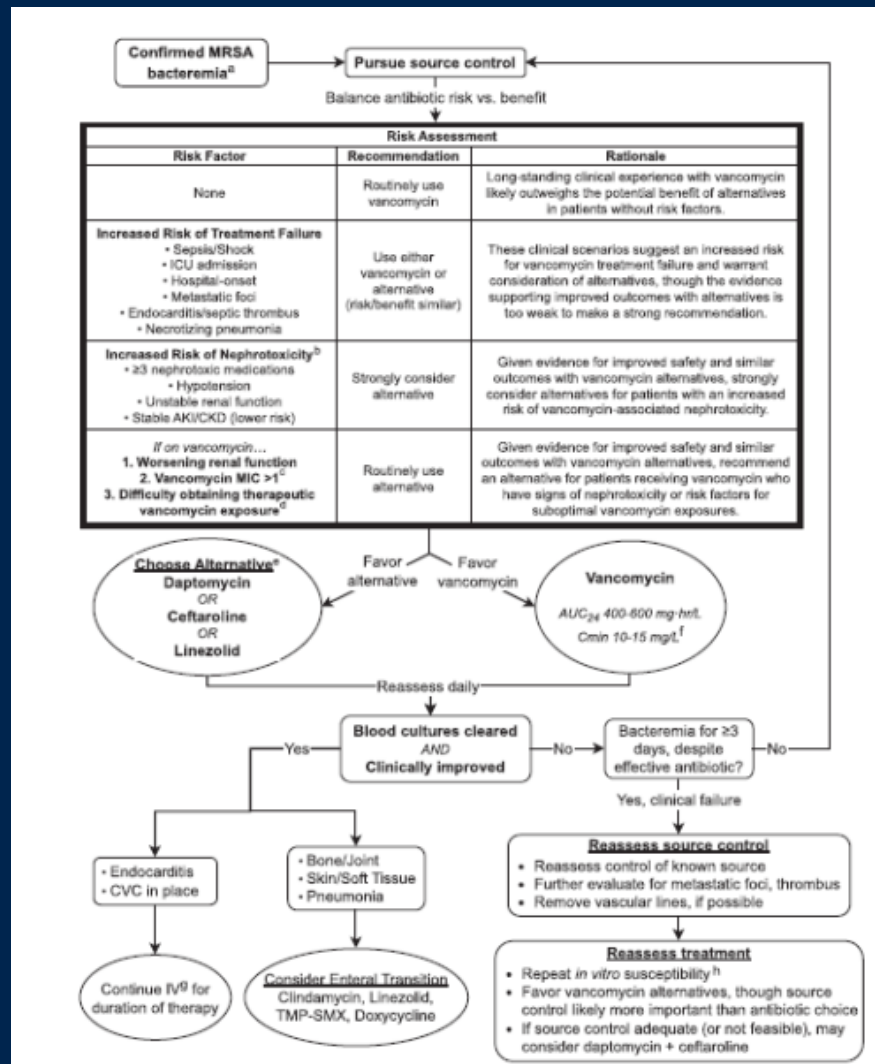 Confirmed MRSA
bacteremiaᵃ
Pursue source control
Balance antibiotic risk vs. benefit
Risk Assessment
Risk Factor
Recommendation
Rationale
None
Routinely use
vancomycin
Long-standing clinical experience with vancomycin
likely outweighs the potential benefit of alternatives
in patients without risk factors.
Increased Risk of Treatment Failure
• Sepsis/Shock
• ICU admission
• Hospital-onset
• Metastatic foci
• Endocarditis/septic thrombus
• Necrotizing pneumonia
Use either
vancomycin or
alternative
(risk/benefit similar)
These clinical scenarios suggest an increased risk
for vancomycin treatment failure and warrant
consideration of alternatives, though the evidence
supporting improved outcomes with alternatives is
too weak to make a strong recommendation.
Increased Risk of Nephrotoxicityᵇ
• ≥3 nephrotoxic medications
• Hypotension
• Unstable renal function
• Stable AKI/CKD (lower risk)
Strongly consider
alternative
Given evidence for improved safety and similar
outcomes with vancomycin alternatives, strongly
consider alternatives for patients with an increased
risk of vancomycin-associated nephrotoxicity.
If on vancomycin…
1. Worsening renal function
2. Vancomycin MIC >1ᶜ
3. Difficulty obtaining therapeutic
vancomycin exposureᵈ
Routinely use
alternative
Given evidence for improved safety and similar
outcomes with vancomycin alternatives, recommend
an alternative for patients receiving vancomycin who
have signs of nephrotoxicity or risk factors for
suboptimal vancomycin exposures.
Favor
alternative
Favor
vancomycin
Choose Alternativeᵉ
Daptomycin
OR
Ceftaroline
OR
Linezolid
Vancomycin
AUC₂₄ 400-600 mg·hr/L
Cmin 10-15 mg/Lᶠ
Reassess daily
Blood cultures cleared
AND
Clinically improved
Yes
No
Bacteremia for ≥3
days, despite
effective antibiotic?
No
Yes, clinical failure
• Endocarditis
• CVC in place
• Bone/Joint
• Skin/Soft Tissue
• Pneumonia
Continue IVᵍ for
duration of therapy
Consider Enteral Transition
Clindamycin, Linezolid,
TMP-SMX, Doxycycline
Reassess source control
• Reassess control of known source
• Further evaluate for metastatic foci, thrombus
• Remove vascular lines, if possible
Reassess treatment
• Repeat in vitro susceptibilityʰ
• Favor vancomycin alternatives, though source
control likely more important than antibiotic choice
• If source control adequate (or not feasible), may
consider daptomycin + ceftaroline